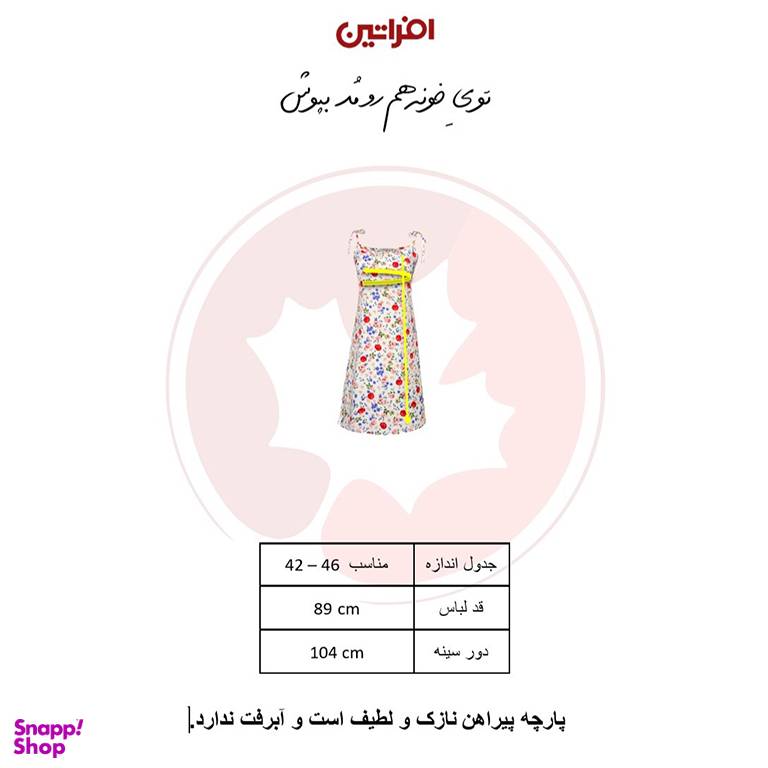 افراتین
توی خونه هم رو مُد بپوش
جدول اندازه مناسب 46 – 42
قد لباس 89 cm
دور سینه 104 cm
پارچه پیراهن نازک و لطیف است و آبرفت ندارد.
Snapp!
Shop